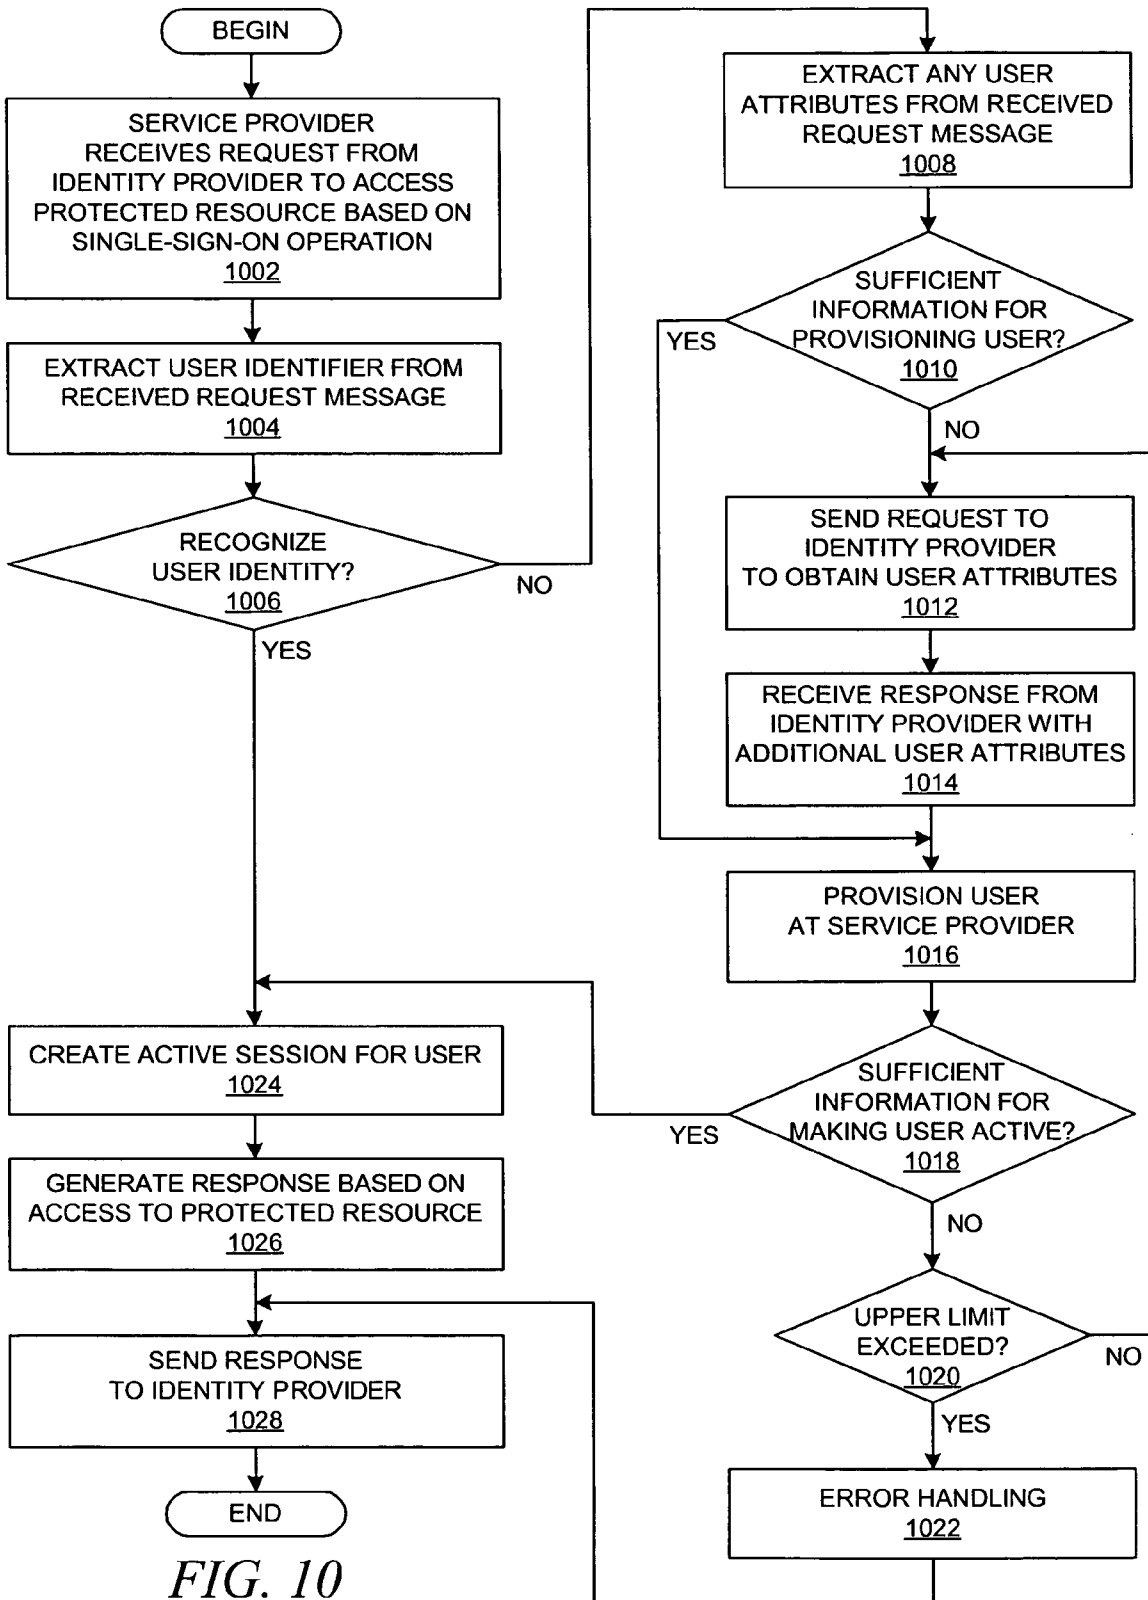 BEGIN
SERVICE PROVIDER
RECEIVES REQUEST FROM
IDENTITY PROVIDER TO ACCESS
PROTECTED RESOURCE BASED ON
SINGLE-SIGN-ON OPERATION
1002
EXTRACT USER IDENTIFIER FROM
RECEIVED REQUEST MESSAGE
1004
RECOGNIZE
USER IDENTITY?
1006
NO
YES
EXTRACT ANY USER
ATTRIBUTES FROM RECEIVED
REQUEST MESSAGE
1008
SUFFICIENT
INFORMATION FOR
PROVISIONING USER?
1010
YES
NO
SEND REQUEST TO
IDENTITY PROVIDER
TO OBTAIN USER ATTRIBUTES
1012
RECEIVE RESPONSE FROM
IDENTITY PROVIDER WITH
ADDITIONAL USER ATTRIBUTES
1014
PROVISION USER
AT SERVICE PROVIDER
1016
SUFFICIENT
INFORMATION FOR
MAKING USER ACTIVE?
1018
YES
NO
UPPER LIMIT
EXCEEDED?
1020
NO
YES
ERROR HANDLING
1022
CREATE ACTIVE SESSION FOR USER
1024
GENERATE RESPONSE BASED ON
ACCESS TO PROTECTED RESOURCE
1026
SEND RESPONSE
TO IDENTITY PROVIDER
1028
END
FIG. 10